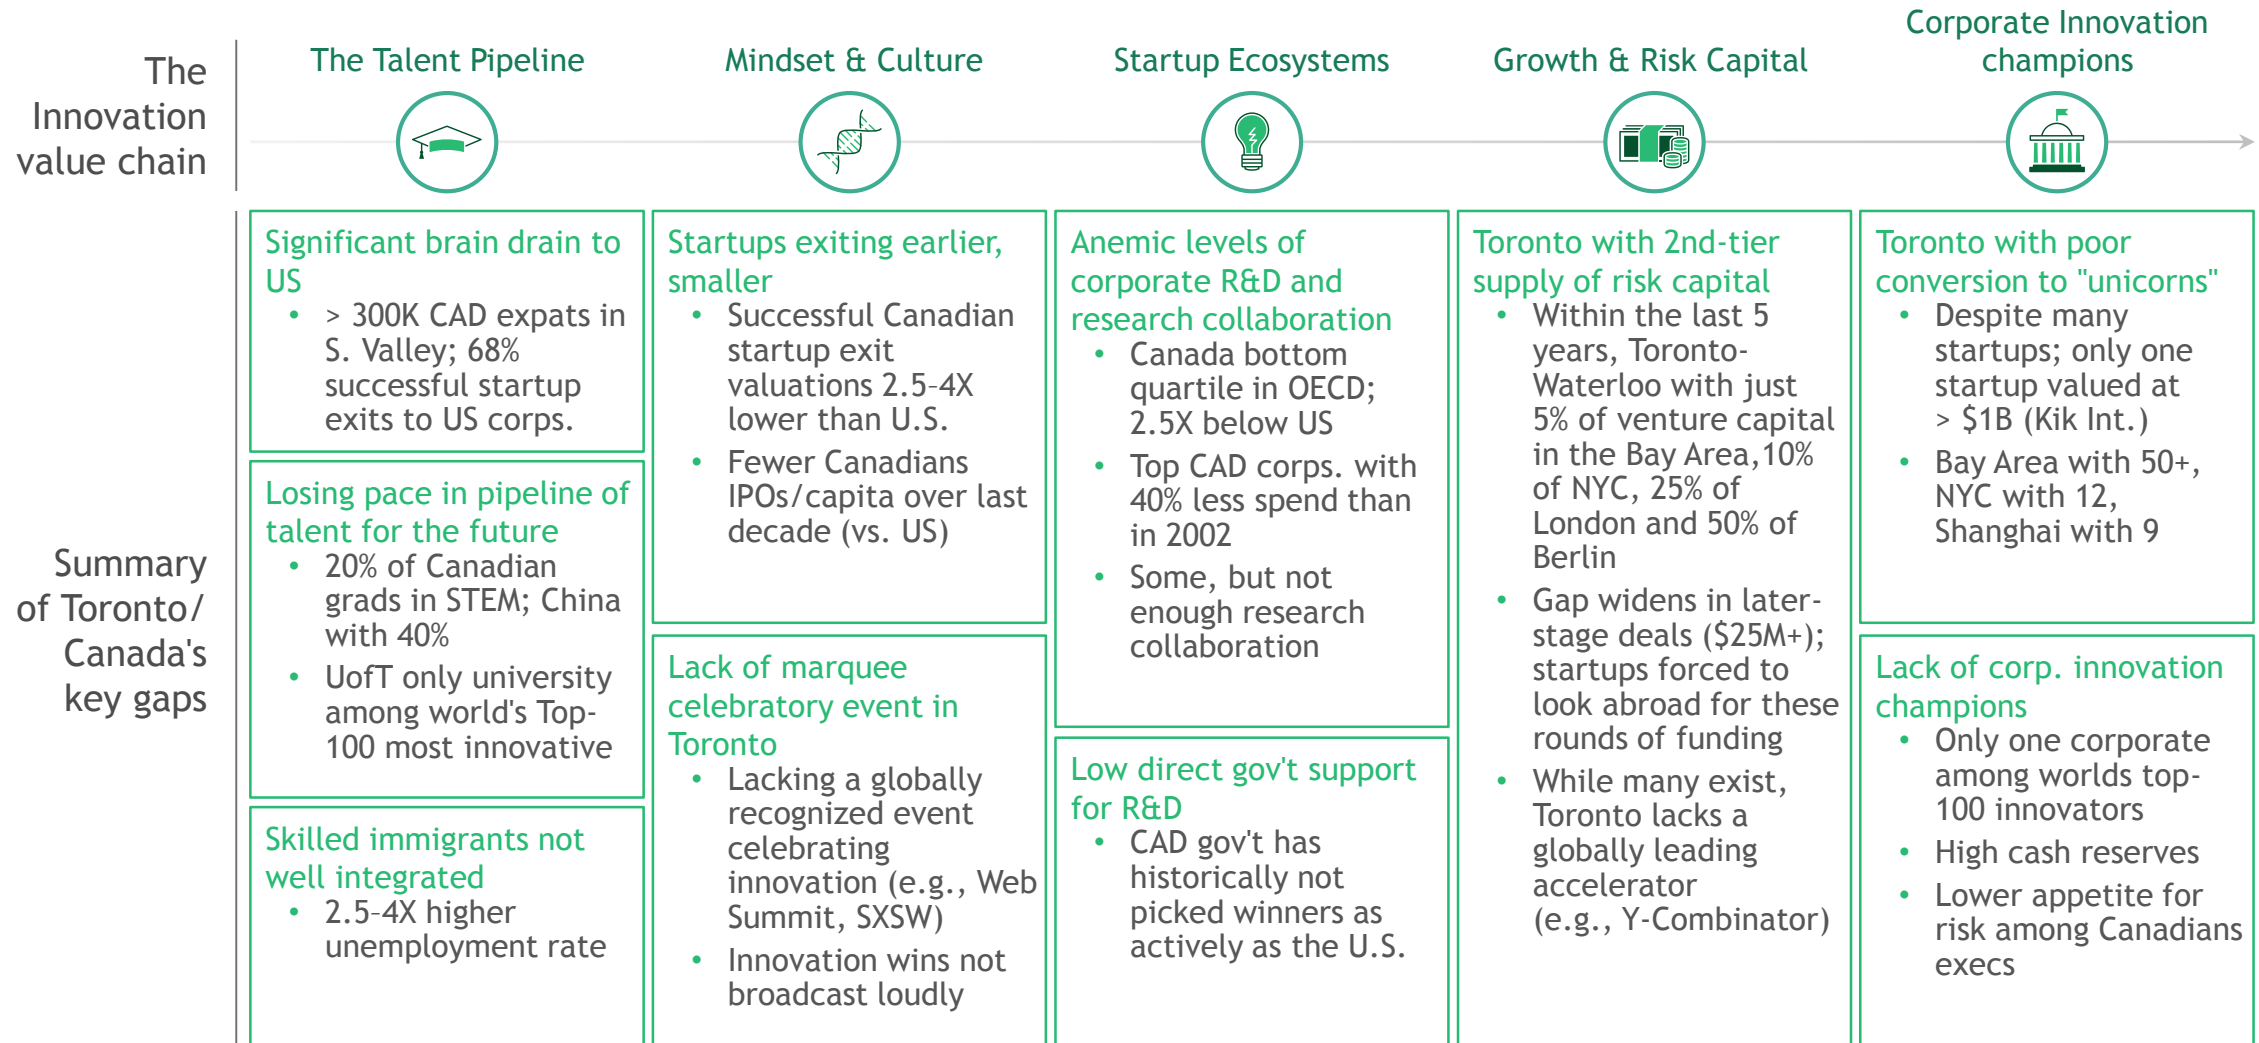 The
Innovation
value chain
The Talent Pipeline
Mindset & Culture
Startup Ecosystems
Growth & Risk Capital
Corporate Innovation
champions
Summary
of Toronto/
Canada's
key gaps
Significant brain drain to
US
• > 300K CAD expats in
S. Valley; 68%
successful startup
exits to US corps.
Losing pace in pipeline of
talent for the future
• 20% of Canadian
grads in STEM; China
with 40%
• UofT only university
among world's Top-
100 most innovative
Skilled immigrants not
well integrated
• 2.5–4X higher
unemployment rate
Startups exiting earlier,
smaller
• Successful Canadian
startup exit
valuations 2.5–4X
lower than U.S.
• Fewer Canadians
IPOs/capita over last
decade (vs. US)
Lack of marquee
celebratory event in
Toronto
• Lacking a globally
recognized event
celebrating
innovation (e.g., Web
Summit, SXSW)
• Innovation wins not
broadcast loudly
Anemic levels of
corporate R&D and
research collaboration
• Canada bottom
quartile in OECD;
2.5X below US
• Top CAD corps. with
40% less spend than
in 2002
• Some, but not
enough research
collaboration
Low direct gov't support
for R&D
• CAD gov't has
historically not
picked winners as
actively as the U.S.
Toronto with 2nd-tier
supply of risk capital
• Within the last 5
years, Toronto-
Waterloo with just
5% of venture capital
in the Bay Area,10%
of NYC, 25% of
London and 50% of
Berlin
• Gap widens in later-
stage deals ($25M+);
startups forced to
look abroad for these
rounds of funding
• While many exist,
Toronto lacks a
globally leading
accelerator
(e.g., Y-Combinator)
Toronto with poor
conversion to "unicorns"
• Despite many
startups; only one
startup valued at
> $1B (Kik Int.)
• Bay Area with 50+,
NYC with 12,
Shanghai with 9
Lack of corp. innovation
champions
• Only one corporate
among worlds top-
100 innovators
• High cash reserves
• Lower appetite for
risk among Canadians
execs